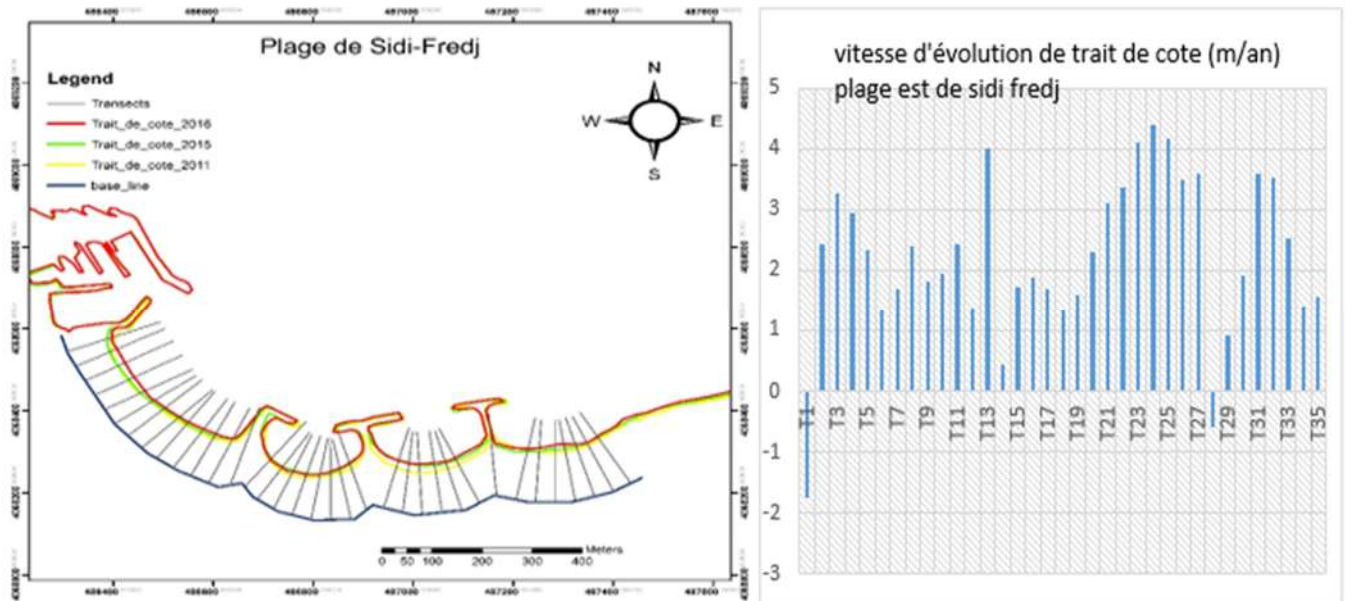 Plage de Sidi-Fredj
Legend
Transects
Trait_de_cote_2016
Trait_de_cote_2015
Trait_de_cote_2011
base_line
N
W
E
S
486400 486600 486800 487000 487200 487400 487600
Meters
0 50 100 200 300 400
vitesse d'évolution de trait de cote (m/an)
plage est de sidi fredj
5
4
3
2
1
0
-1
-2
-3
T1 T3 T5 T7 T9 T11 T13 T15 T17 T19 T21 T23 T25 T27 T29 T31 T33 T35